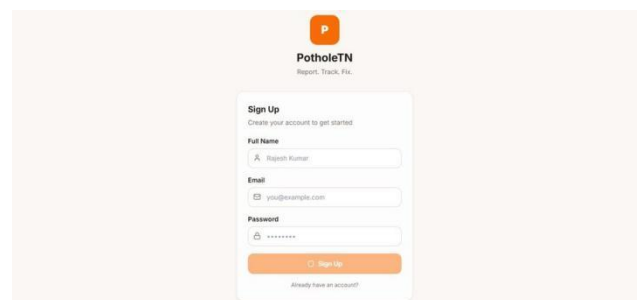 P
PotholeTN
Report. Track. Fix.
Sign Up
Create your account to get started
Full Name
Rajesh Kumar
Email
you@example.com
Password
Sign Up
Already have an account?